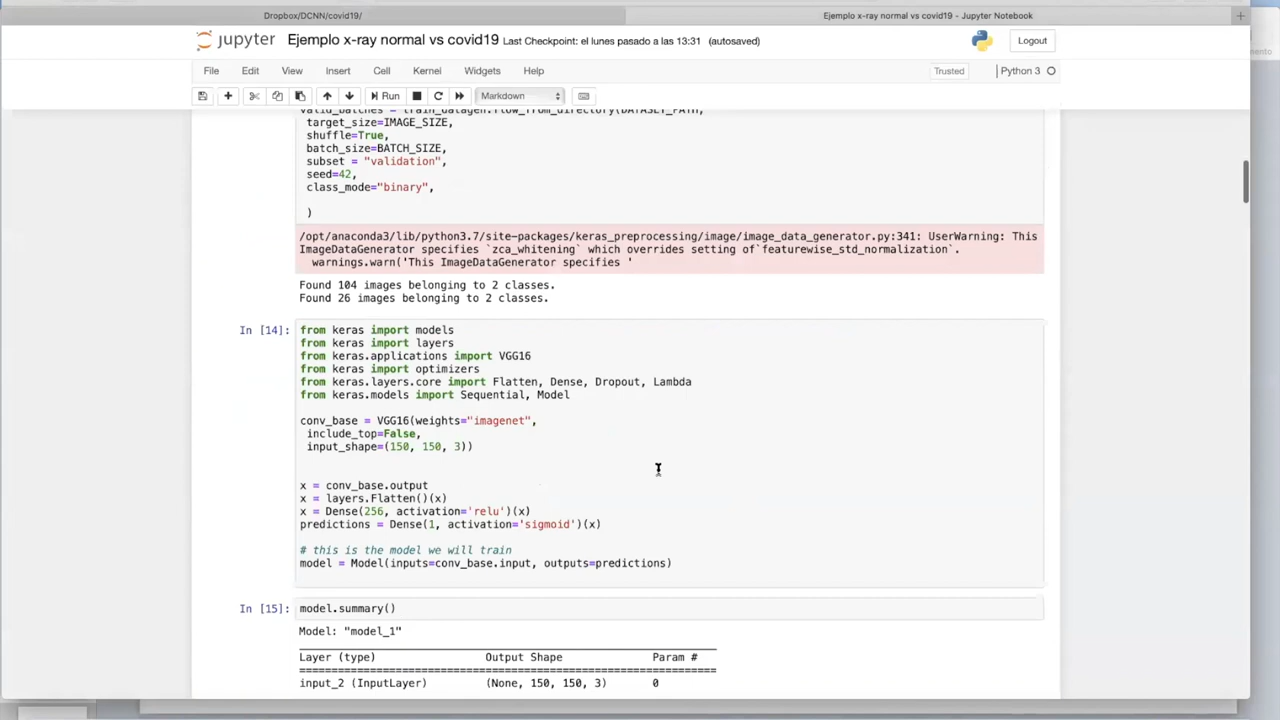 Dropbox/DCNN/covid19/
Ejemplo x-ray normal vs covid19 - Jupyter Notebook
jupyter Ejemplo x-ray normal vs covid19 Last Checkpoint: el lunes pasado a las 13:31 (autosaved)
Logout
File Edit View Insert Cell Kernel Widgets Help
Trusted
Python 3
Run
Markdown
valid_batches = train_datagen.flow_from_directory(DATASET_PATH,
target_size=IMAGE_SIZE,
shuffle=True,
batch_size=BATCH_SIZE,
subset = "validation",
seed=42,
class_mode="binary",
)
/opt/anaconda3/lib/python3.7/site-packages/keras_preprocessing/image/image_data_generator.py:341: UserWarning: This
ImageDataGenerator specifies `zca_whitening` which overrides setting of`featurewise_std_normalization`.
warnings.warn('This ImageDataGenerator specifies '
Found 104 images belonging to 2 classes.
Found 26 images belonging to 2 classes.
In [14]:
from keras import models
from keras import layers
from keras.applications import VGG16
from keras import optimizers
from keras.layers.core import Flatten, Dense, Dropout, Lambda
from keras.models import Sequential, Model
conv_base = VGG16(weights="imagenet",
include_top=False,
input_shape=(150, 150, 3))
x = conv_base.output
x = layers.Flatten()(x)
x = Dense(256, activation='relu')(x)
predictions = Dense(1, activation='sigmoid')(x)
# this is the model we will train
model = Model(inputs=conv_base.input, outputs=predictions)
In [15]:
model.summary()
Model: "model_1"
Layer (type) Output Shape Param #
input_2 (InputLayer) (None, 150, 150, 3) 0